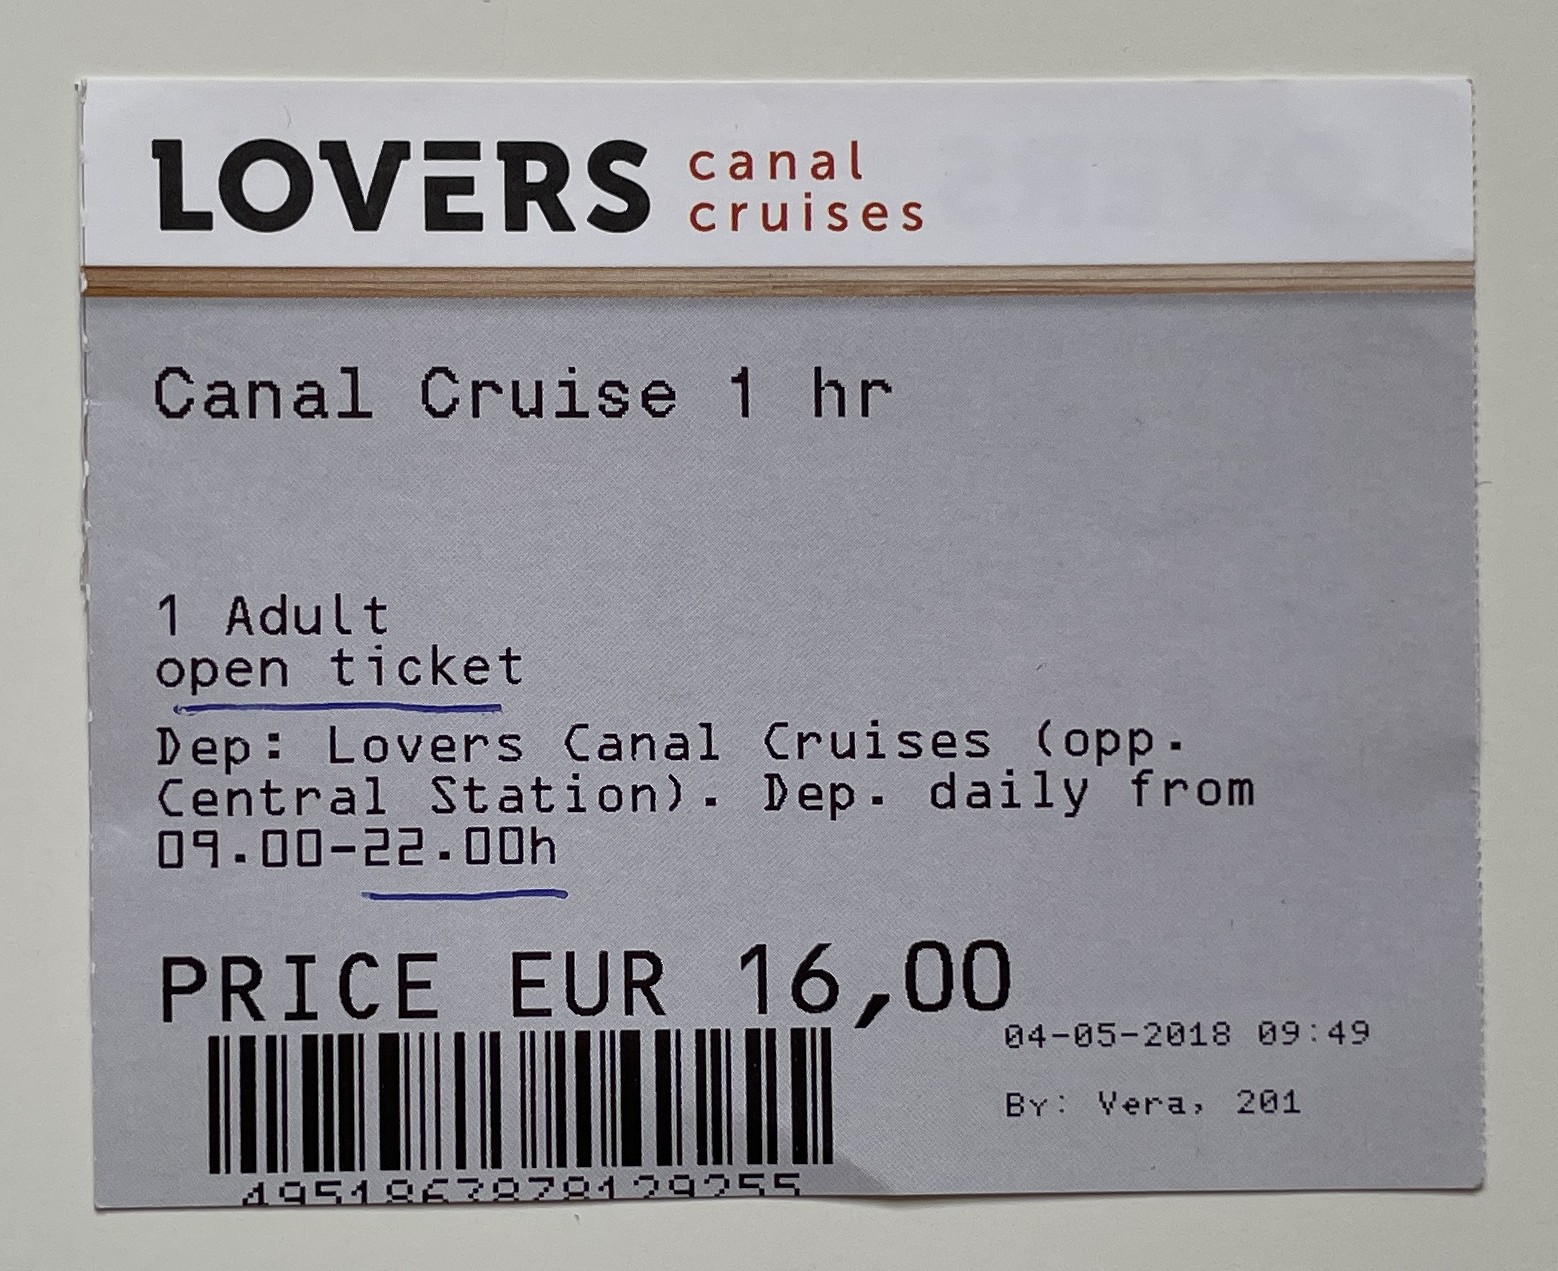 LOVERS canal
cruises
Canal Cruise 1 hr
1 Adult
open ticket
Dep: Lovers Canal Cruises (opp.
Central Station). Dep. daily from
09.00-22.00h
PRICE EUR 16,00
04-05-2018 09:49
By: Vera, 201